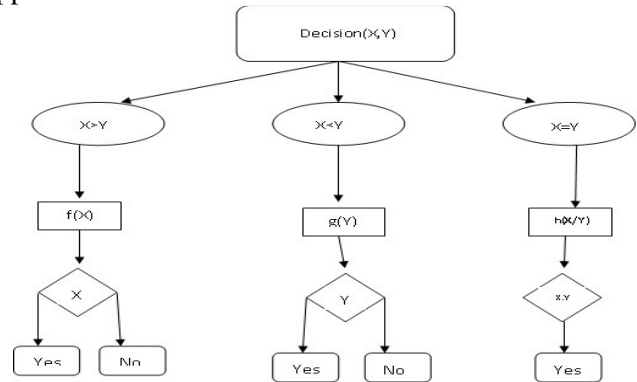 Decision(X,Y)
X>Y
X<Y
X=Y
f(X)
g(Y)
h(X/Y)
X
Y
X.Y
Yes
No
Yes
No
Yes